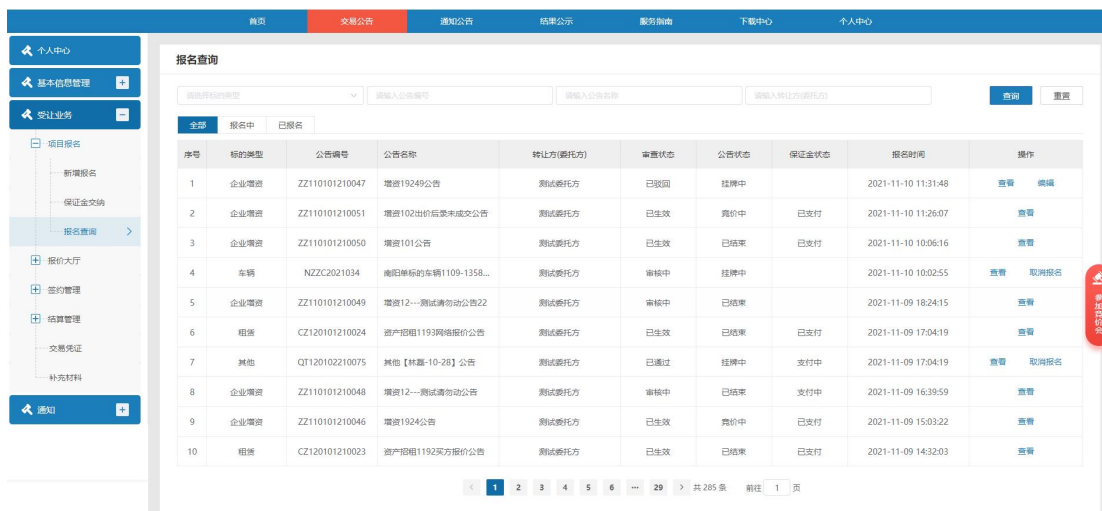 首页 交易公告 通知公告 结果公示 服务指南 下载中心 个人中心
个人中心
基本信息管理
受让业务
项目报名
新增报名
保证金交纳
报名查询
报价大厅
签约管理
结算管理
交易凭证
补充材料
通知
报名查询
请选择标的类型 请输入公告编号 请输入公告名称 请输入转让方(委托方) 查询 重置
全部 报名中 已报名
序号 标的类型 公告编号 公告名称 转让方(委托方) 审查状态 公告状态 保证金状态 报名时间 操作
1 企业增资 ZZ110101210047 增资19249公告 测试委托方 已驳回 挂牌中 2021-11-10 11:31:48 查看 编辑
2 企业增资 ZZ110101210051 增资102出价后录未成交公告 测试委托方 已生效 竞价中 已支付 2021-11-10 11:26:07 查看
3 企业增资 ZZ110101210050 增资101公告 测试委托方 已生效 已结束 已支付 2021-11-10 10:06:16 查看
4 车辆 NZZC2021034 南阳单标的车辆1109-1358... 测试委托方 审核中 挂牌中 2021-11-10 10:02:55 查看 取消报名
5 企业增资 ZZ110101210049 增资12---测试请勿动公告22 测试委托方 审核中 已结束 2021-11-09 18:24:15 查看
6 租赁 CZ120101210024 资产招租1193网络报价公告 测试委托方 已生效 已结束 已支付 2021-11-09 17:04:19 查看
7 其他 QT120102210075 其他【林磊-10-28】公告 测试委托方 已通过 挂牌中 支付中 2021-11-09 17:04:19 查看 取消报名
8 企业增资 ZZ110101210048 增资12---测试请勿动公告 测试委托方 审核中 已结束 支付中 2021-11-09 16:39:59 查看
9 企业增资 ZZ110101210046 增资1924公告 测试委托方 已生效 竞价中 已支付 2021-11-09 15:03:22 查看
10 租赁 CZ120101210023 资产招租1192买方报价公告 测试委托方 已生效 已结束 已支付 2021-11-09 14:32:03 查看
1 2 3 4 5 6 ··· 29 共 285 条 前往 1 页
参加竞价会